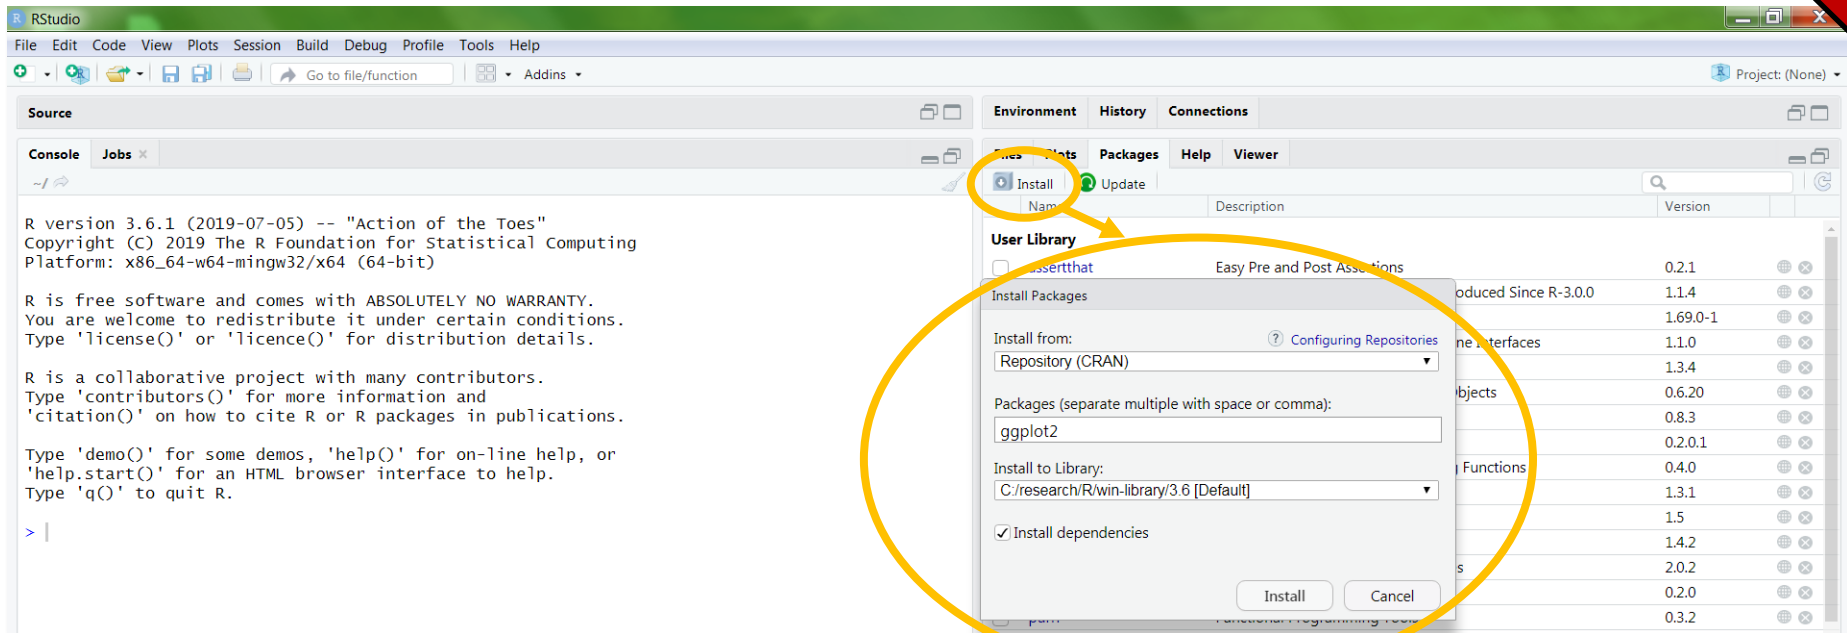 RStudio
File Edit Code View Plots Session Build Debug Profile Tools Help
Go to file/function Addins Project: (None)
Source
Console Jobs
~/
R version 3.6.1 (2019-07-05) -- "Action of the Toes"
Copyright (C) 2019 The R Foundation for Statistical Computing
Platform: x86_64-w64-mingw32/x64 (64-bit)
R is free software and comes with ABSOLUTELY NO WARRANTY.
You are welcome to redistribute it under certain conditions.
Type 'license()' or 'licence()' for distribution details.
R is a collaborative project with many contributors.
Type 'contributors()' for more information and
'citation()' on how to cite R or R packages in publications.
Type 'demo()' for some demos, 'help()' for on-line help, or
'help.start()' for an HTML browser interface to help.
Type 'q()' to quit R.
>
Environment History Connections
Files Plots Packages Help Viewer
Install Update
Name Description Version
User Library
assertthat Easy Pre and Post Assertions 0.2.1
oduced Since R-3.0.0 1.1.4
1.69.0-1
ne Interfaces 1.1.0
1.3.4
bjects 0.6.20
0.8.3
0.2.0.1
Functions 0.4.0
1.3.1
1.5
1.4.2
s 2.0.2
0.2.0
Functional Programming Tools 0.3.2
Install Packages
Install from: ? Configuring Repositories
Repository (CRAN)
Packages (separate multiple with space or comma):
ggplot2
Install to Library:
C:/research/R/win-library/3.6 [Default]
Install dependencies
Install Cancel